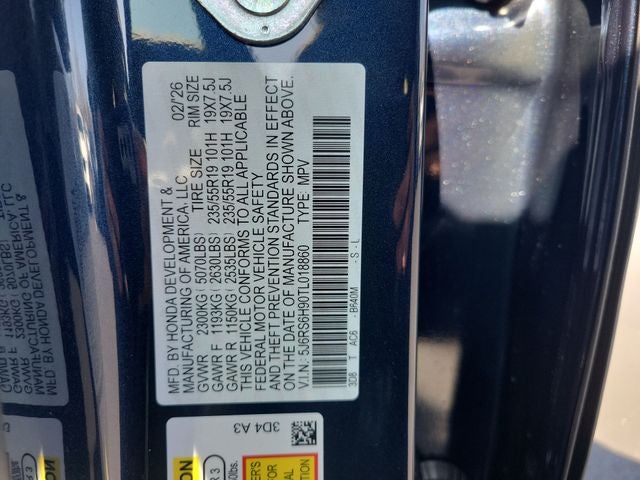 MFD. BY HONDA DEVELOPMENT &
MANUFACTURING OF AMERICA, LLC 02/'26
GVWR 2300KG( 5070LBS) TIRE SIZE RIM SIZE
GAWR F 1193KG( 2630LBS) 235/55R19 101H 19X7.5J
GAWR R 1150KG( 2535LBS) 235/55R19 101H 19X7.5J
THIS VEHICLE CONFORMS TO ALL APPLICABLE
FEDERAL MOTOR VEHICLE SAFETY
AND THEFT PREVENTION STANDARDS IN EFFECT
ON THE DATE OF MANUFACTURE SHOWN ABOVE.
V.I.N.: 5J6RS6H90TL018860 TYPE: MPV
3D8 T AC6 - B640M - S - L
3D4 A3